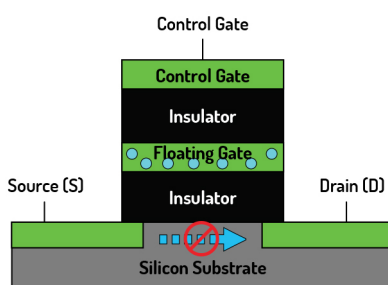 Control Gate
Control Gate
Insulator
Floating Gate
Source (S)
Drain (D)
Insulator
Silicon Substrate